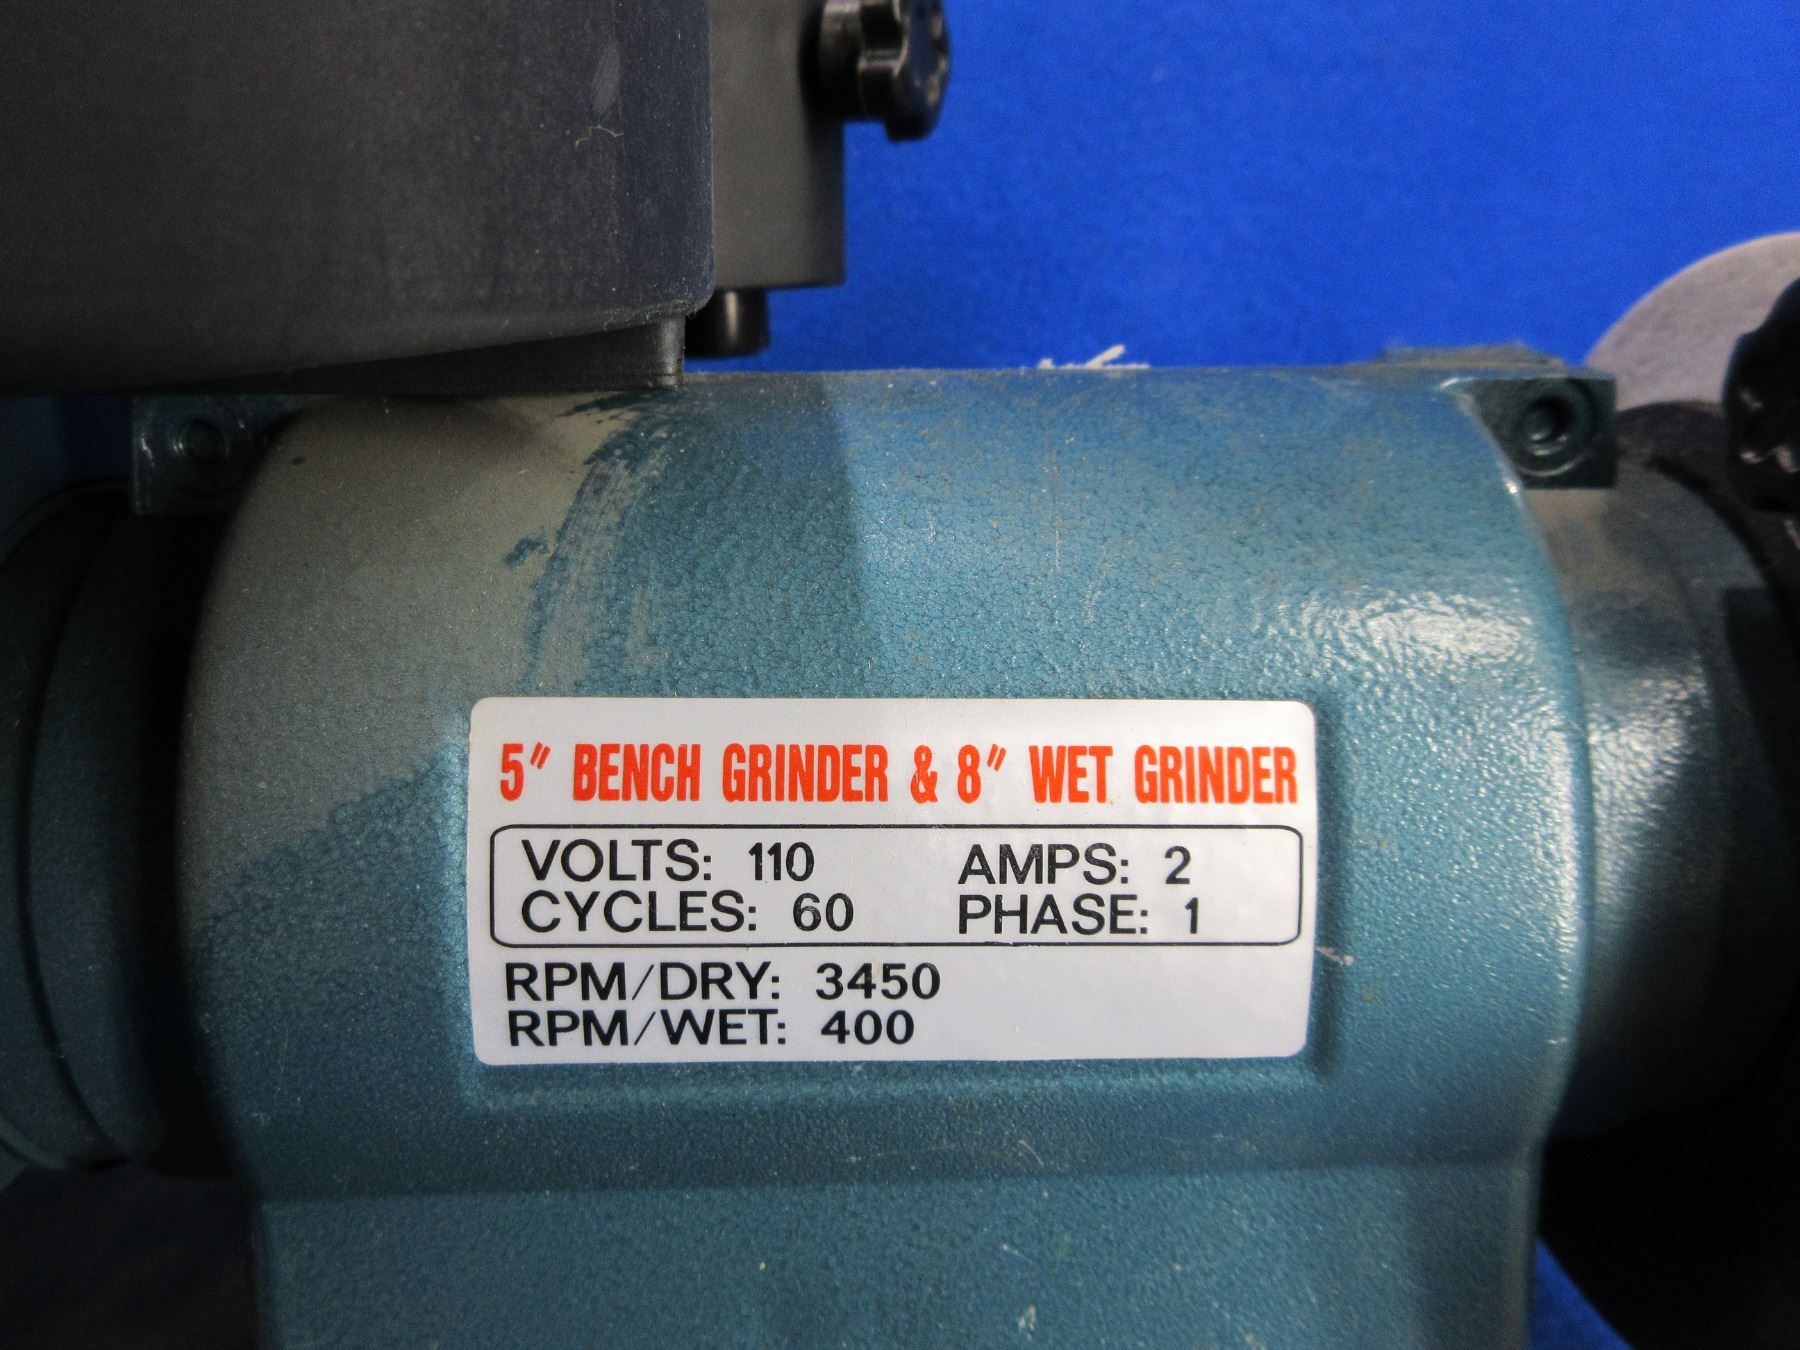 5" BENCH GRINDER & 8" WET GRINDER
VOLTS: 110 AMPS: 2
CYCLES: 60 PHASE: 1
RPM/DRY: 3450
RPM/WET: 400